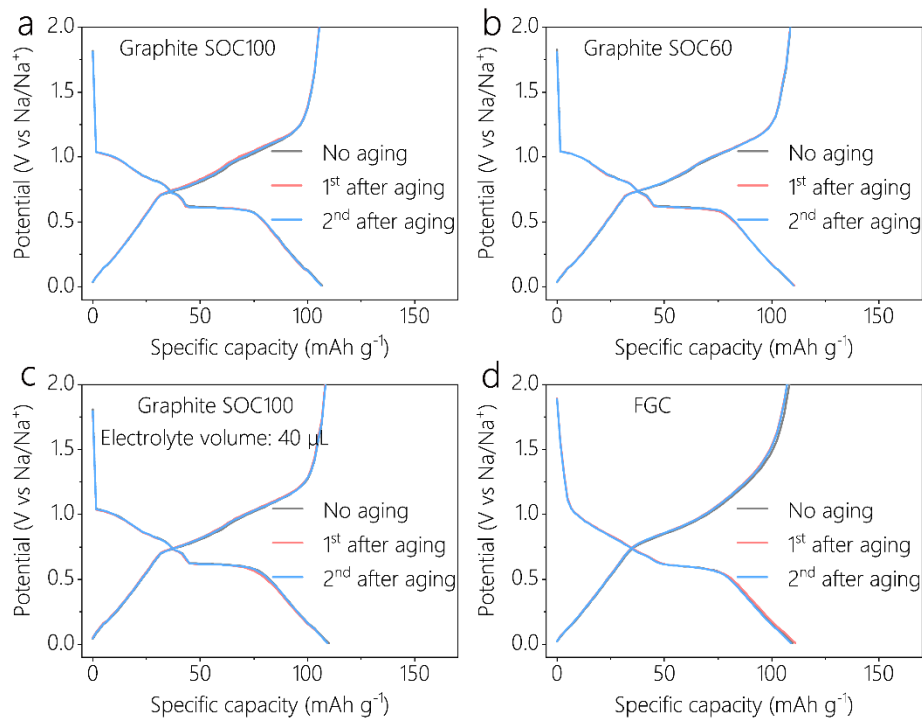 a
Graphite SOC100
2.0
1.5
1.0
0.5
0.0
Potential (V vs Na/Na⁺)
No aging
1ˢᵗ after aging
2ⁿᵈ after aging
0
50
100
150
Specific capacity (mAh g⁻¹)
b
Graphite SOC60
2.0
1.5
1.0
0.5
0.0
Potential (V vs Na/Na⁺)
No aging
1ˢᵗ after aging
2ⁿᵈ after aging
0
50
100
150
Specific capacity (mAh g⁻¹)
c
Graphite SOC100
Electrolyte volume: 40 μL
2.0
1.5
1.0
0.5
0.0
Potential (V vs Na/Na⁺)
No aging
1ˢᵗ after aging
2ⁿᵈ after aging
0
50
100
150
Specific capacity (mAh g⁻¹)
d
FGC
2.0
1.5
1.0
0.5
0.0
Potential (V vs Na/Na⁺)
No aging
1ˢᵗ after aging
2ⁿᵈ after aging
0
50
100
150
Specific capacity (mAh g⁻¹)